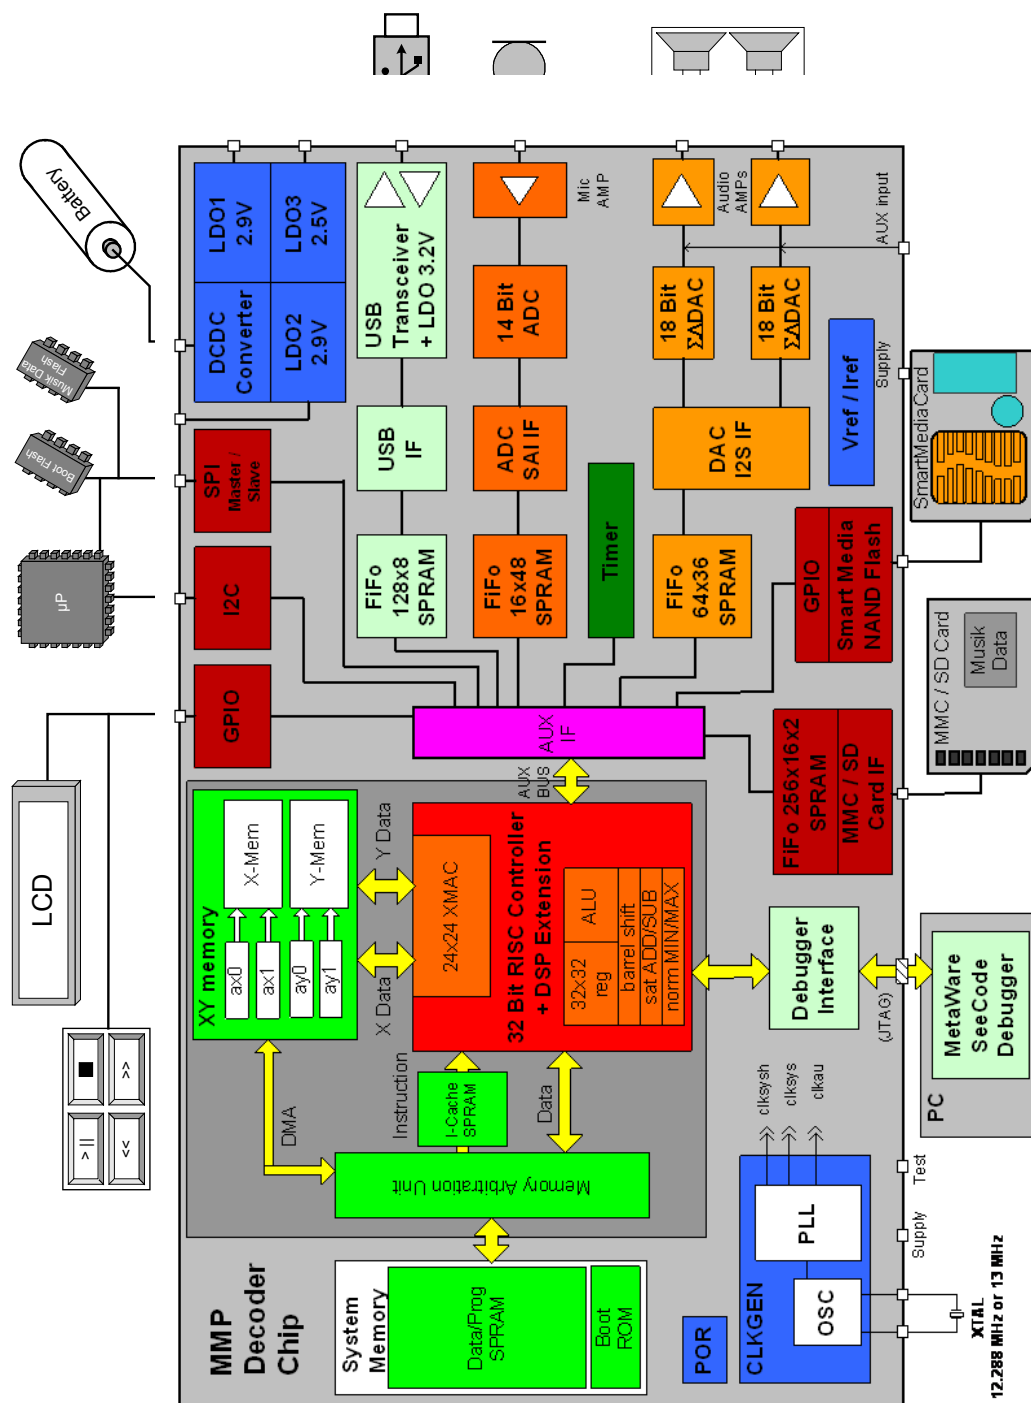 MMP
Decoder
Chip
System
Memory
Data/Prog
SPRAM
Boot
ROM
POR
CLKGEN
OSC
PLL
clksysh
clksys
clkau
XTAL
12.288 MHz or 13 MHz
Supply
Test
Memory Arbitration Unit
DMA
Instruction
I-Cache
SPRAM
Data
XY memory
ax0
ax1
ay0
ay1
X-Mem
Y-Mem
X Data
Y Data
24x24 XMAC
32 Bit RISC Controller
+ DSP Extension
32x32
reg
ALU
barrel shift
sat ADD/SUB
norm MIN/MAX
Debugger
Interface
(JTAG)
PC
MetaWare
SeeCode
Debugger
AUX
BUS
AUX
IF
LCD
> ||
<<
>>
GPIO
I2C
SPI
Master /
Slave
µP
Boot Flash
Musik Data
Flash
Battery
DCDC
Converter
LDO1
2.9V
LDO2
2.9V
LDO3
2.5V
FiFo
128x8
SPRAM
USB
IF
USB
Transceiver
+ LDO 3.2V
FiFo
16x48
SPRAM
ADC
SAI IF
14 Bit
ADC
Mic
AMP
Timer
FiFo
64x36
SPRAM
DAC
I2S IF
18 Bit
ΣΔDAC
18 Bit
ΣΔDAC
Audio
AMPs
AUX input
Vref / Iref
Supply
GPIO
Smart Media
NAND Flash
SmartMediaCard
FiFo 256x16x2
SPRAM
MMC / SD
Card IF
MMC / SD Card
Musik
Data